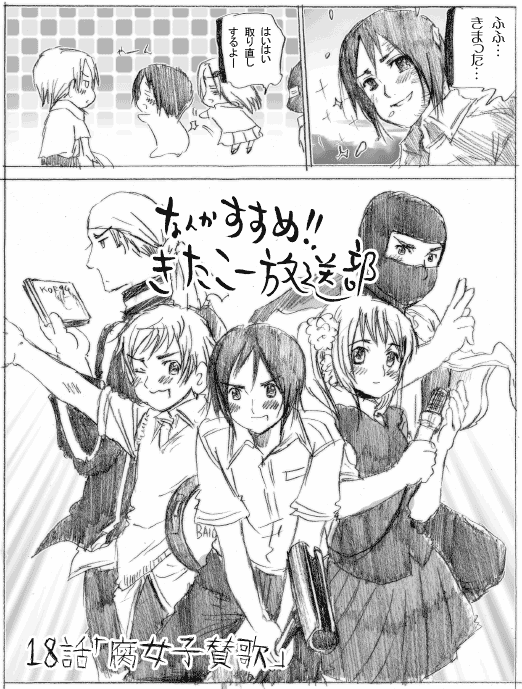 ふふ…
きまった…
はいはい
取り直し
するよー
なんかすすめ!!
きたこー放送部
KORG
BAIO
18話「腐女子賛歌」